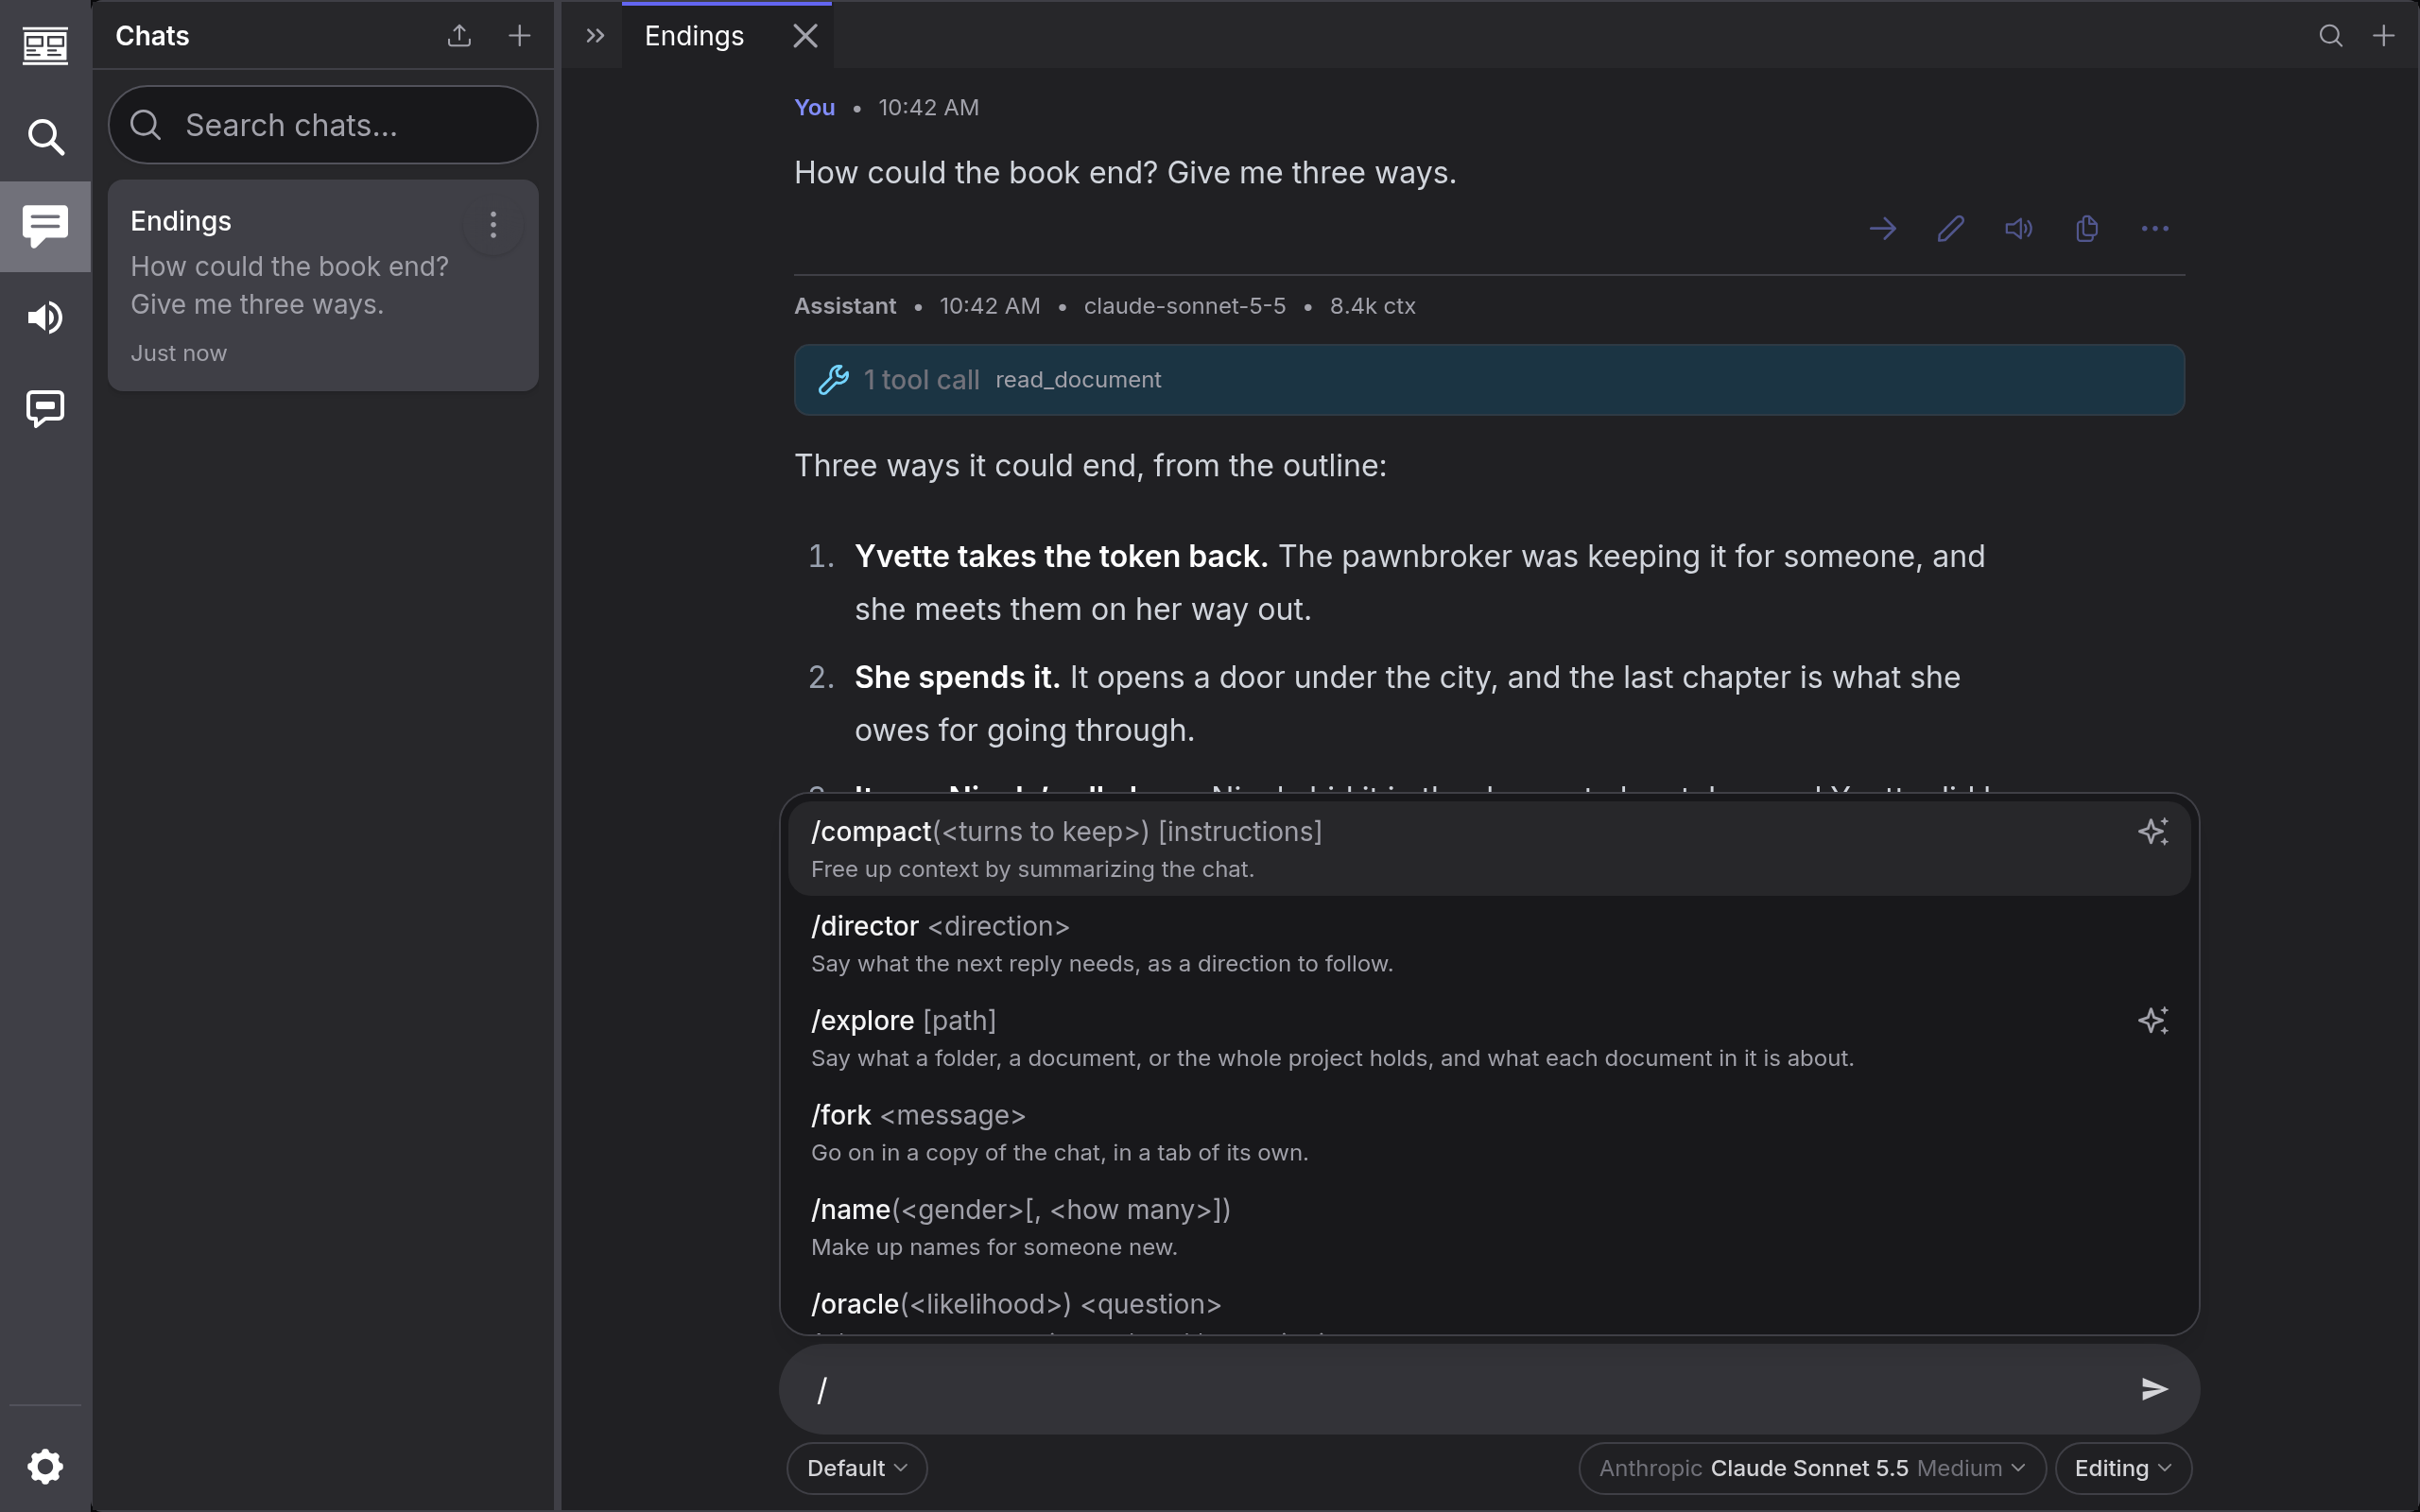 Chats
Search chats...
Endings
How could the book end?
Give me three ways.
Just now
Endings
You • 10:42 AM
How could the book end? Give me three ways.
Assistant • 10:42 AM • claude-sonnet-5-5 • 8.4k ctx
1 tool call read_document
Three ways it could end, from the outline:
1. Yvette takes the token back. The pawnbroker was keeping it for someone, and
she meets them on her way out.
2. She spends it. It opens a door under the city, and the last chapter is what she
owes for going through.
/compact(<turns to keep>) [instructions]
Free up context by summarizing the chat.
/director <direction>
Say what the next reply needs, as a direction to follow.
/explore [path]
Say what a folder, a document, or the whole project holds, and what each document in it is about.
/fork <message>
Go on in a copy of the chat, in a tab of its own.
/name(<gender>[, <how many>])
Make up names for someone new.
/oracle(<likelihood>) <question>
/
Default
Anthropic Claude Sonnet 5.5 Medium
Editing